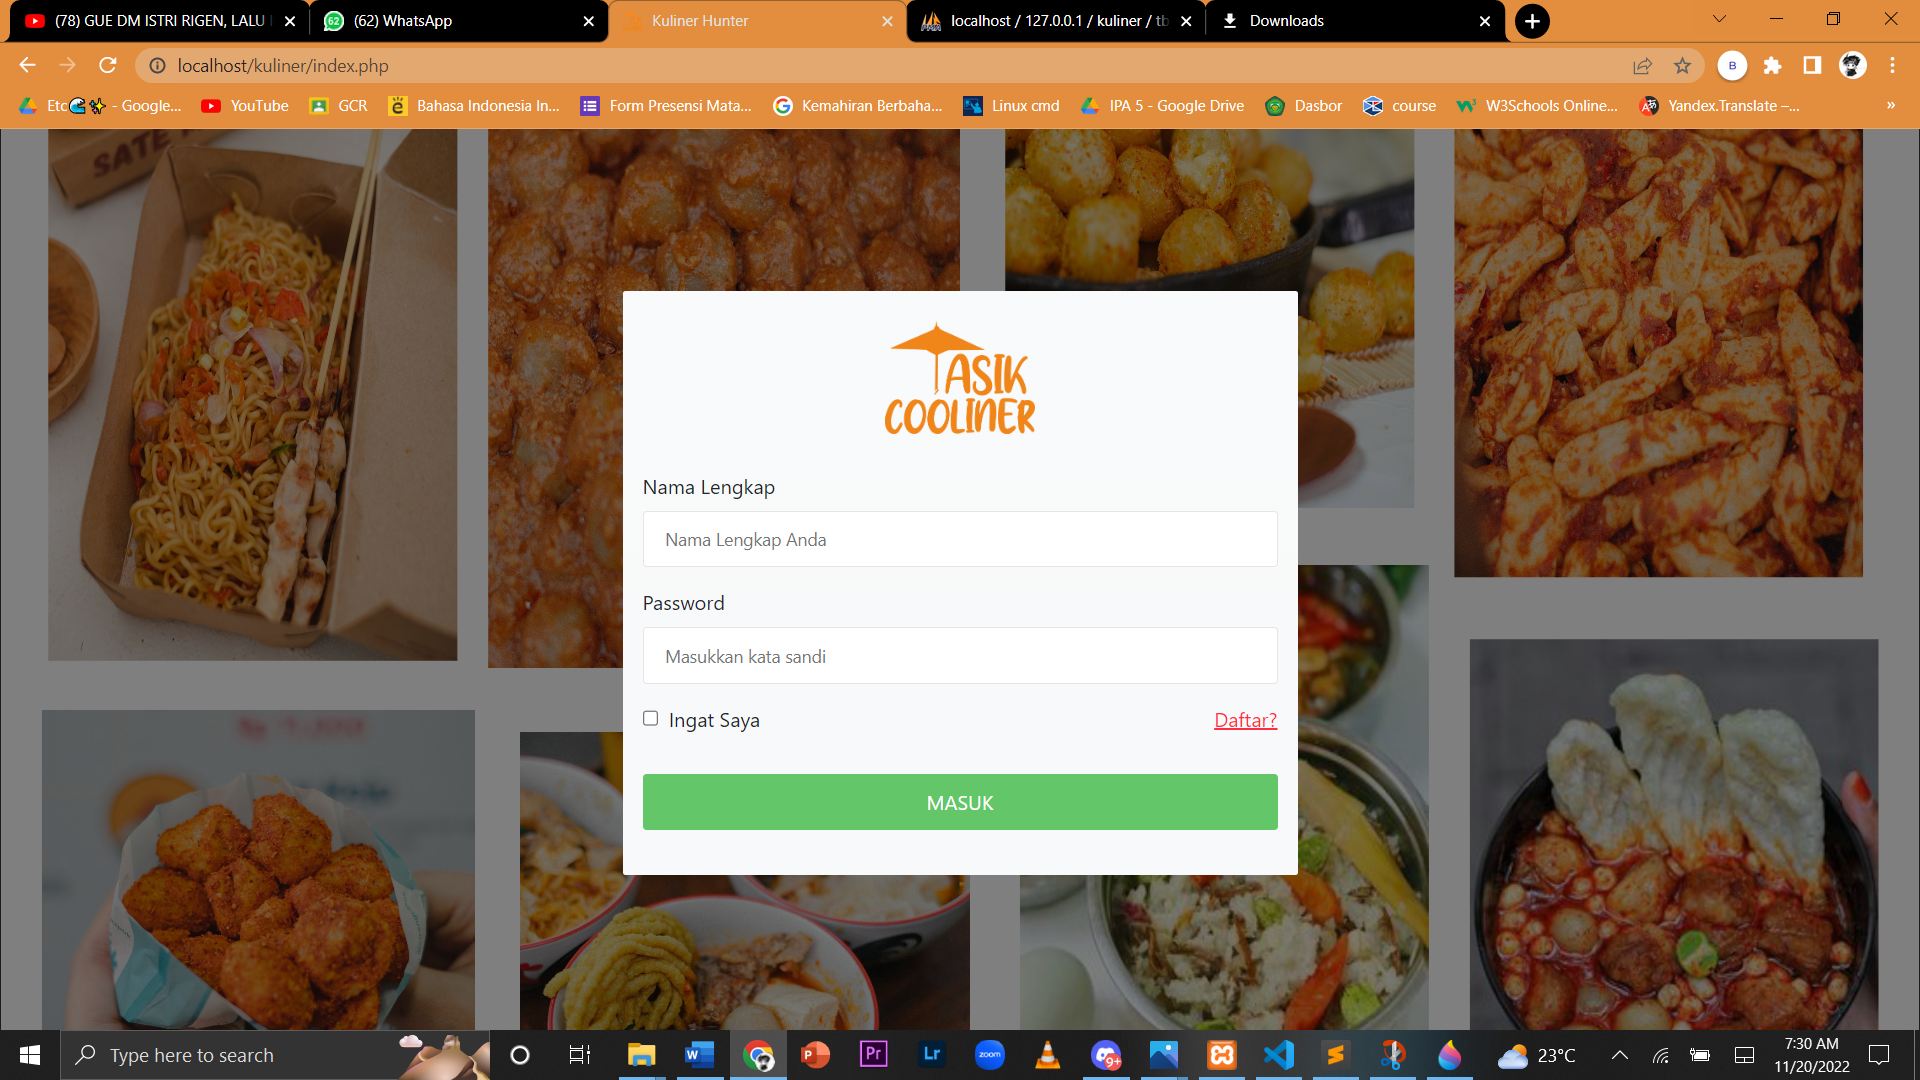 (78) GUE DM ISTRI RIGEN, LALU
(62) WhatsApp
Kuliner Hunter
localhost / 127.0.0.1 / kuliner / tb
Downloads
localhost/kuliner/index.php
B
Etc - Google...
YouTube
GCR
Bahasa Indonesia In...
Form Presensi Mata...
Kemahiran Berbaha...
Linux cmd
IPA 5 - Google Drive
Dasbor
course
W3Schools Online...
Yandex.Translate –...
»
SATE
TASIK
COOLINER
Nama Lengkap
Nama Lengkap Anda
Password
Masukkan kata sandi
Ingat Saya
Daftar?
MASUK
Type here to search
zoom
9+
23°C
7:30 AM
11/20/2022